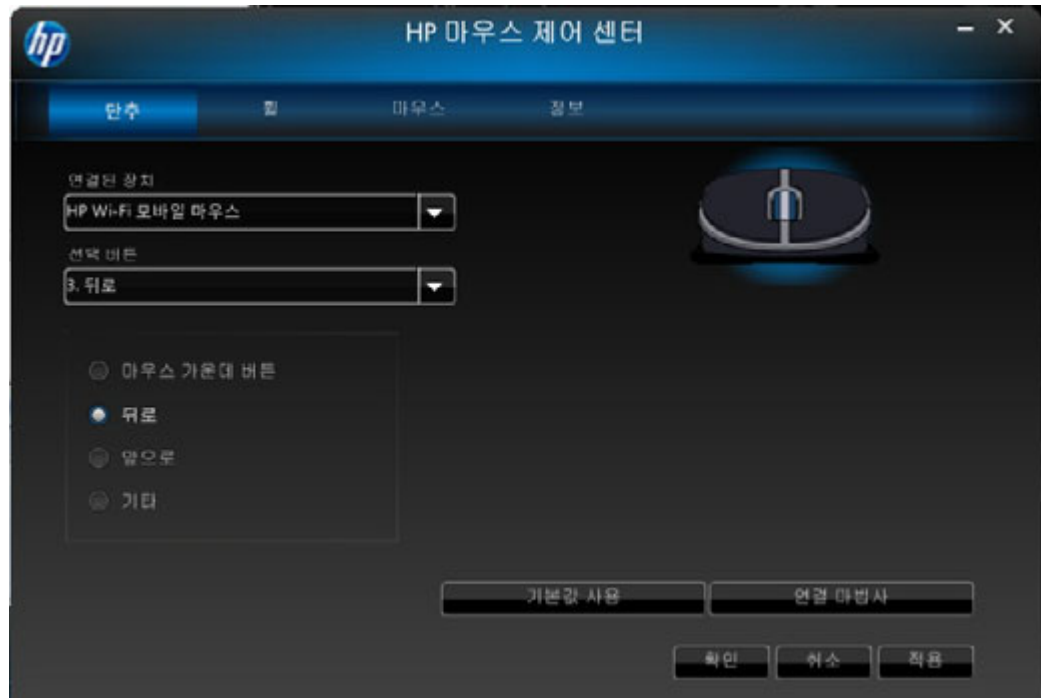 hp
HP 마우스 제어 센터
단추 휠 마우스 정보
연결된 장치
HP Wi-Fi 모바일 마우스
선택 버튼
3. 뒤로
마우스 가운데 버튼
뒤로
앞으로
기타
기본값 사용 연결 마법사
확인 취소 적용